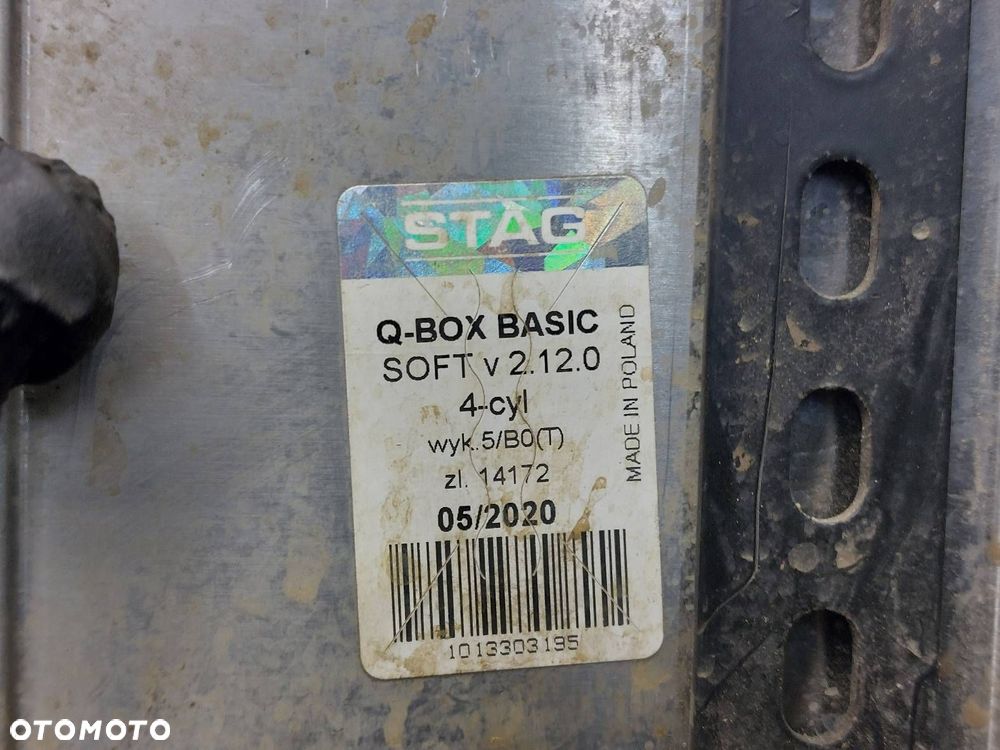 STAG
Q-BOX BASIC
SOFT v 2.12.0
4-cyl
wyk.5/B0(T)
zl. 14172
05/2020
1013303195
MADE IN POLAND
OTOMOTO